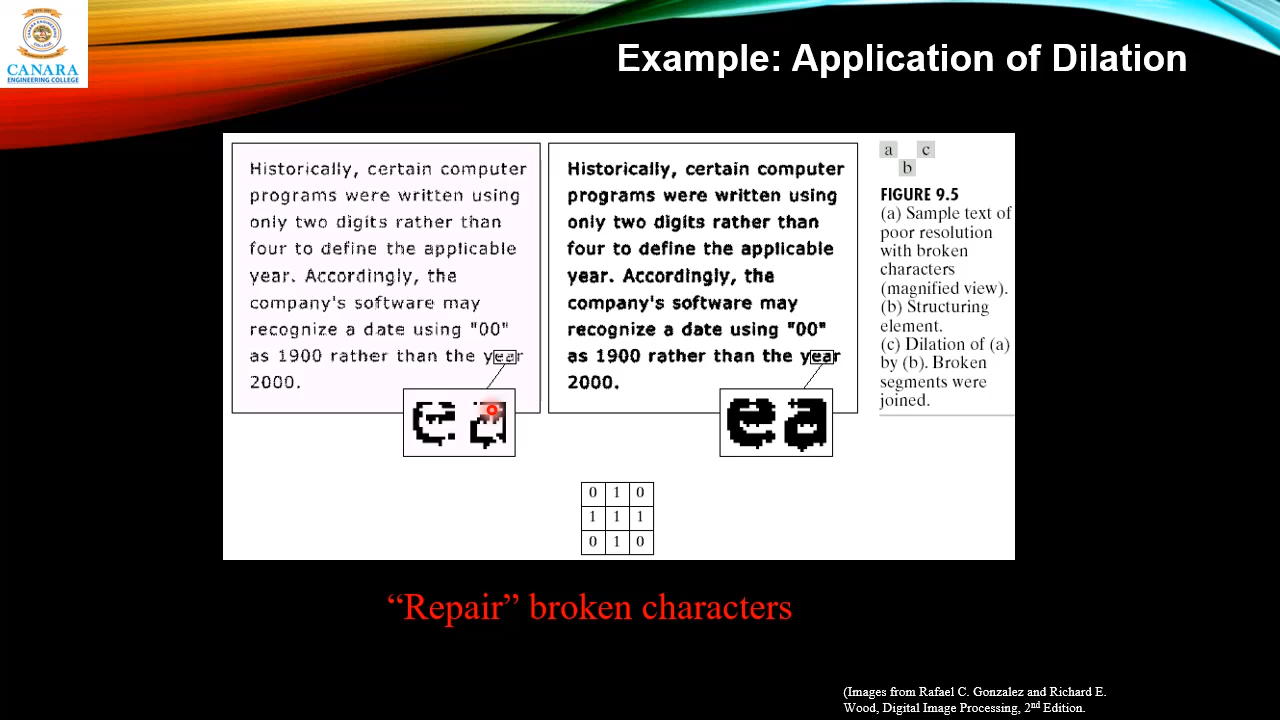 CANARA
ENGINEERING COLLEGE
Example: Application of Dilation
Historically, certain computer
programs were written using
only two digits rather than
four to define the applicable
year. Accordingly, the
company's software may
recognize a date using "00"
as 1900 rather than the year
2000.
ea
Historically, certain computer
programs were written using
only two digits rather than
four to define the applicable
year. Accordingly, the
company's software may
recognize a date using "00"
as 1900 rather than the year
2000.
ea
a c
b
FIGURE 9.5
(a) Sample text of
poor resolution
with broken
characters
(magnified view).
(b) Structuring
element.
(c) Dilation of (a)
by (b). Broken
segments were
joined.
0 1 0
1 1 1
0 1 0
“Repair” broken characters
(Images from Rafael C. Gonzalez and Richard E.
Wood, Digital Image Processing, 2nd Edition.